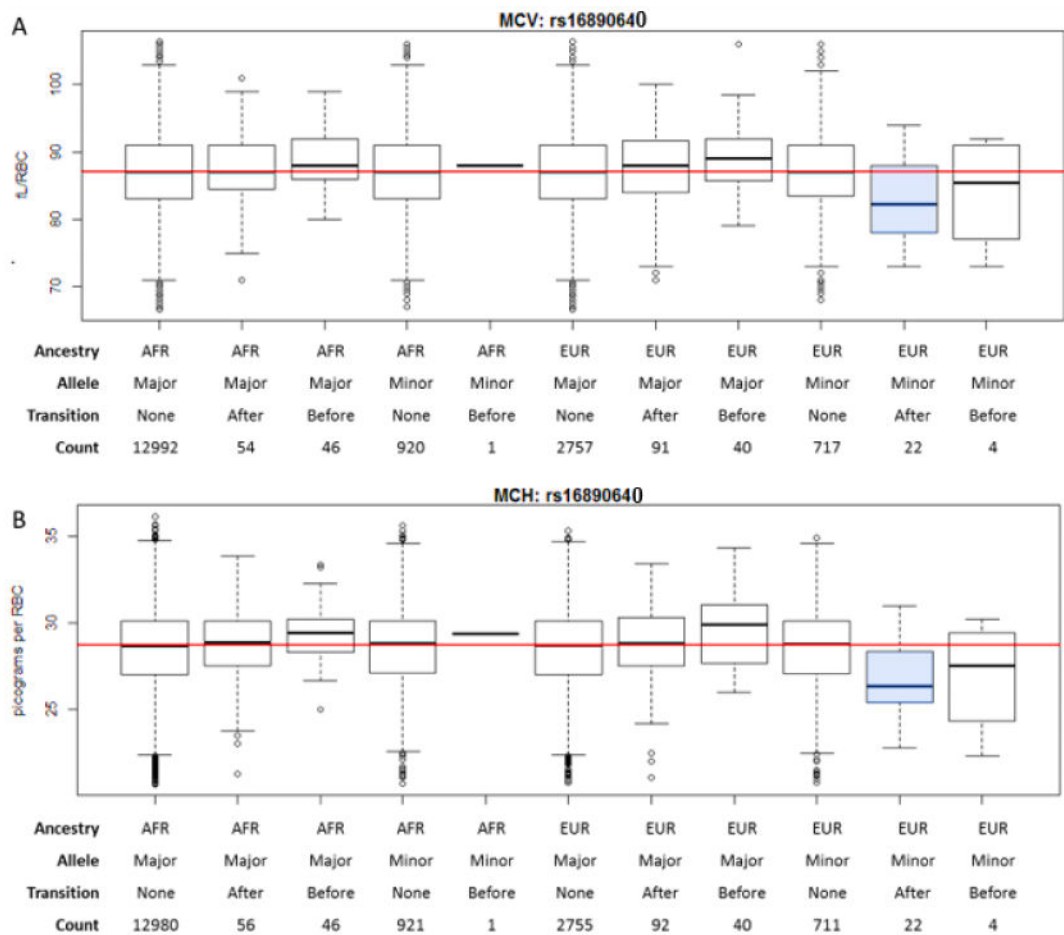 A
MCV: rs16890640
fL/RBC
100
90
80
70
Ancestry AFR AFR AFR AFR AFR EUR EUR EUR EUR EUR EUR
Allele Major Major Major Minor Minor Major Major Major Minor Minor Minor
Transition None After Before None Before None After Before None After Before
Count 12992 54 46 920 1 2757 91 40 717 22 4
B
MCH: rs16890640
picograms per RBC
35
30
25
Ancestry AFR AFR AFR AFR AFR EUR EUR EUR EUR EUR EUR
Allele Major Major Major Minor Minor Major Major Major Minor Minor Minor
Transition None After Before None Before None After Before None After Before
Count 12980 56 46 921 1 2755 92 40 711 22 4